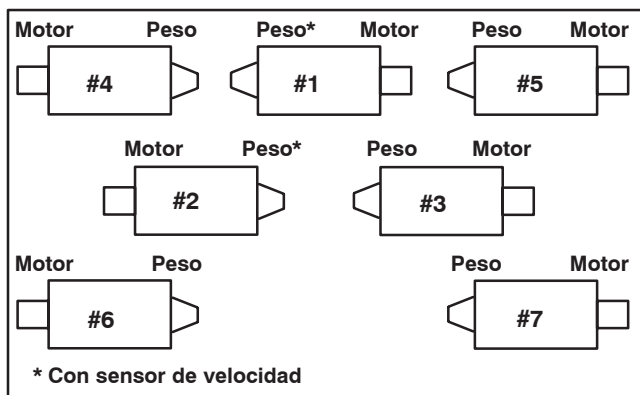 Motor Peso Peso* Motor Peso Motor
#4 #1 #5
Motor Peso* Peso Motor
#2 #3
Motor Peso Peso Motor
#6 #7
* Con sensor de velocidad